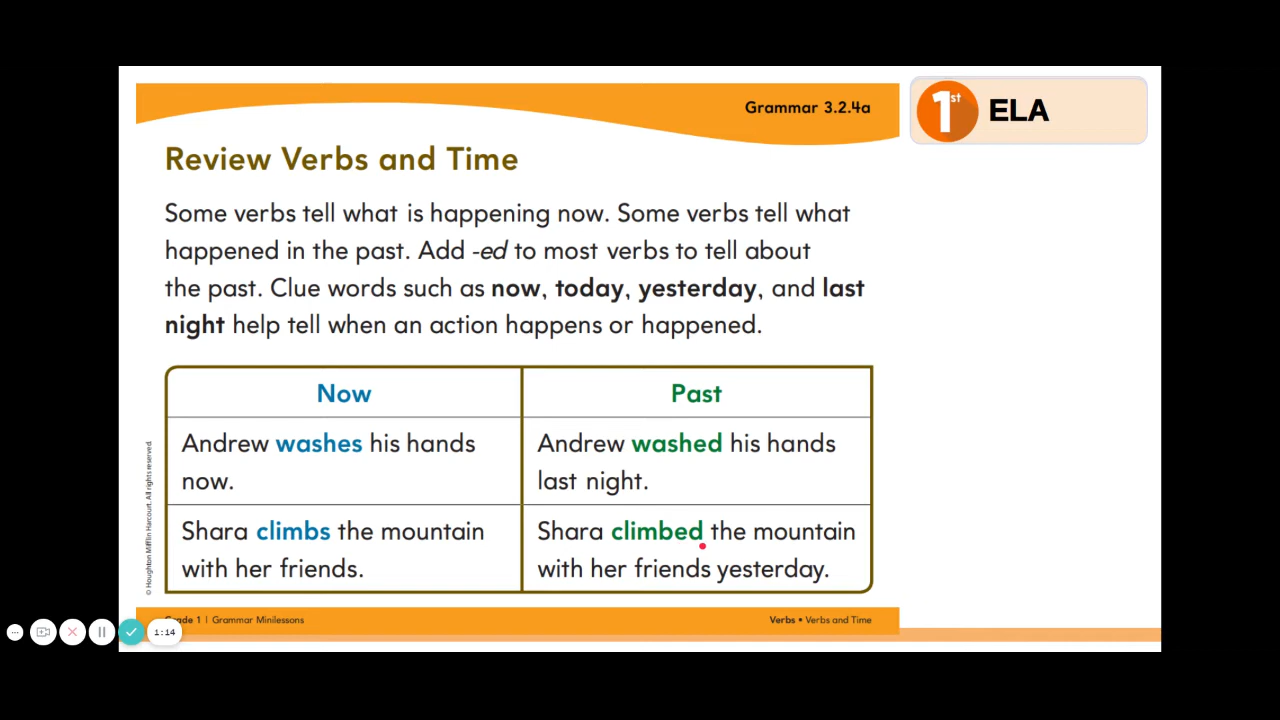 Grammar 3.2.4a
1st ELA
Review Verbs and Time
Some verbs tell what is happening now. Some verbs tell what
happened in the past. Add -ed to most verbs to tell about
the past. Clue words such as now, today, yesterday, and last
night help tell when an action happens or happened.
Now
Past
Andrew washes his hands
now.
Andrew washed his hands
last night.
Shara climbs the mountain
with her friends.
Shara climbed the mountain
with her friends yesterday.
© Houghton Mifflin Harcourt. All rights reserved.
1 | Grammar Minilessons
Verbs • Verbs and Time
1:14